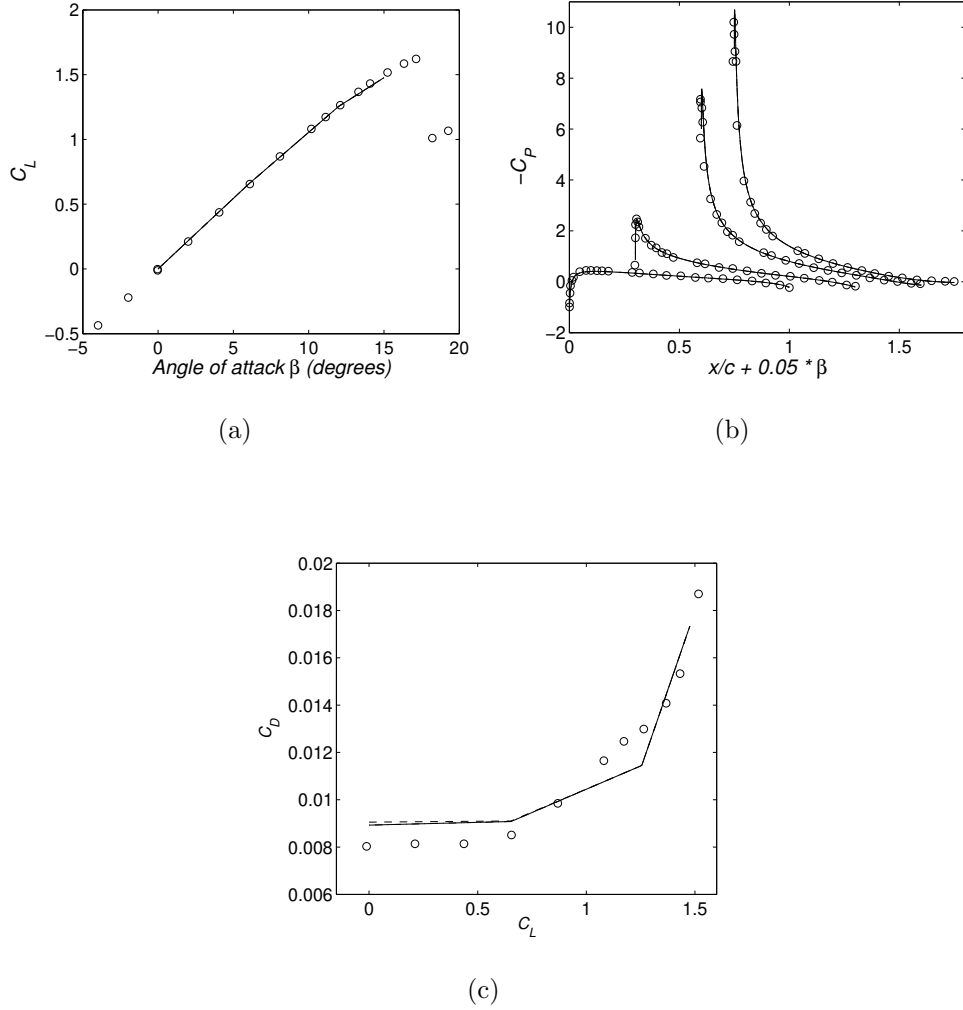 2
1.5
1
0.5
0
−0.5
C_L
−5 0 5 10 15 20
Angle of attack β (degrees)
(a)
10
8
6
4
2
0
−2
−C_P
0 0.5 1 1.5
x/c + 0.05 * β
(b)
0.02
0.018
0.016
0.014
0.012
0.01
0.008
0.006
C_D
0 0.5 1 1.5
C_L
(c)